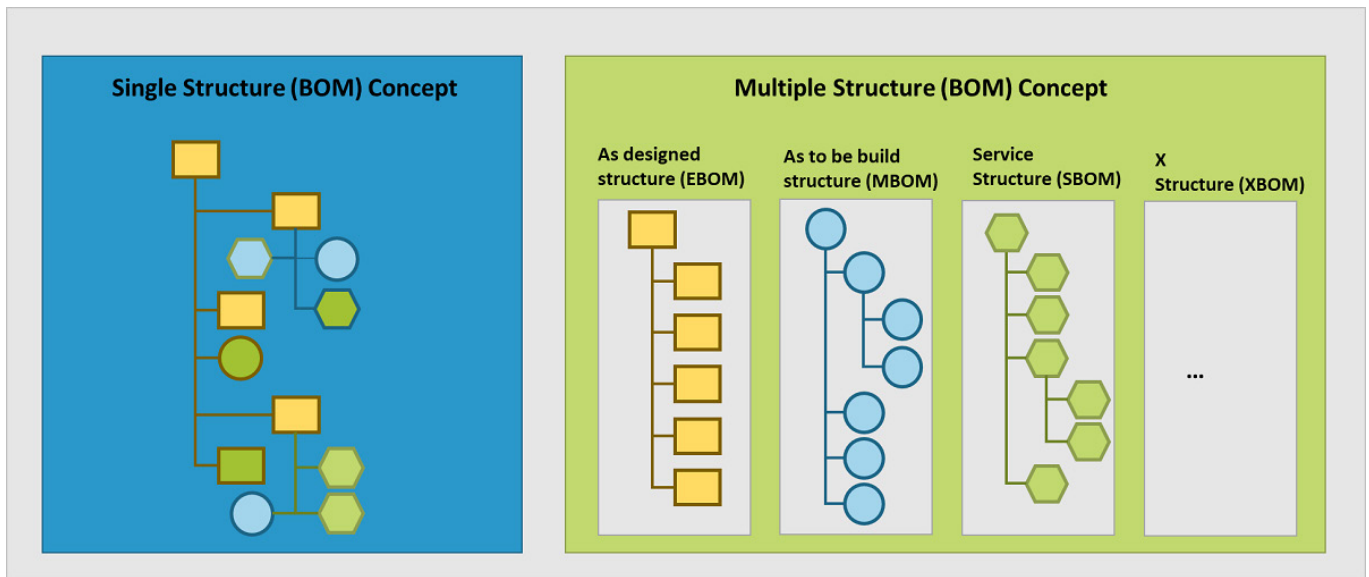 Single Structure (BOM) Concept
Multiple Structure (BOM) Concept
As designed
structure (EBOM)
As to be build
structure (MBOM)
Service
Structure (SBOM)
X
Structure (XBOM)
...